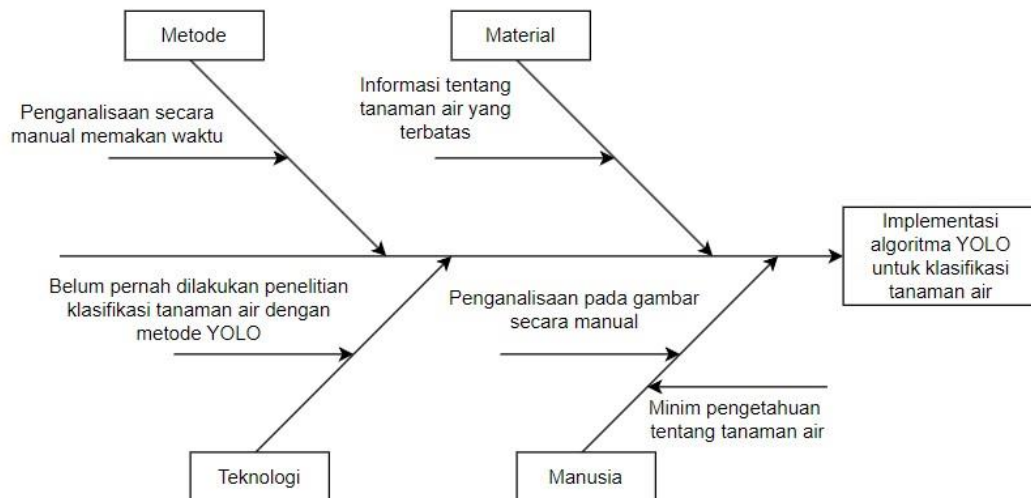 Metode
Material
Penganalisaan secara
manual memakan waktu
Informasi tentang
tanaman air yang
terbatas
Implementasi
algoritma YOLO
untuk klasifikasi
tanaman air
Belum pernah dilakukan penelitian
klasifikasi tanaman air dengan
metode YOLO
Penganalisaan pada gambar
secara manual
Minim pengetahuan
tentang tanaman air
Teknologi
Manusia